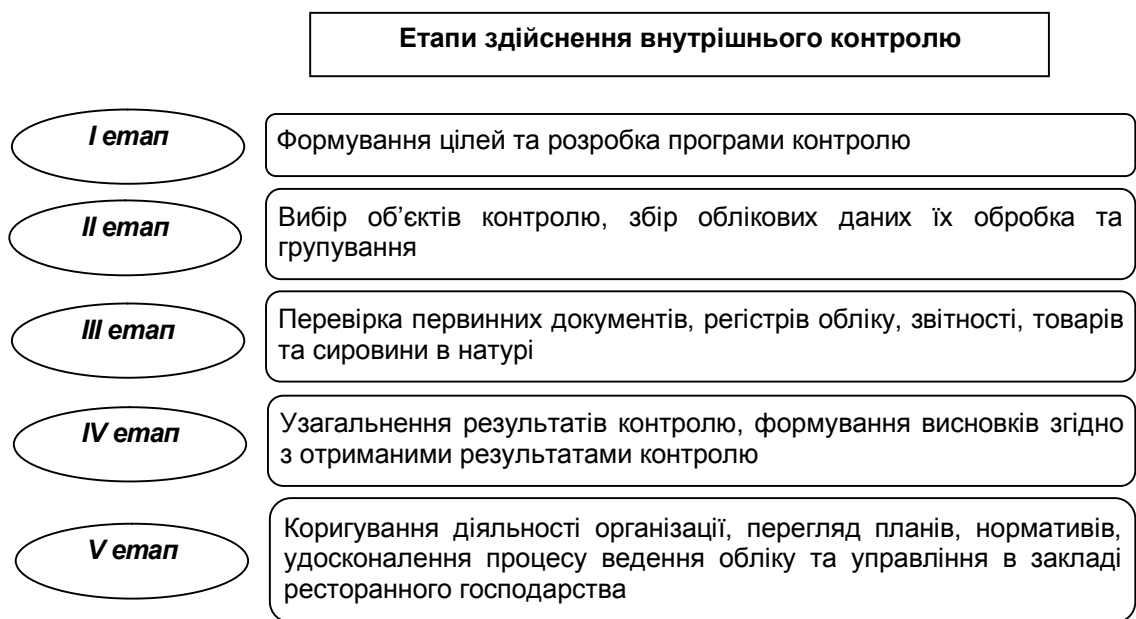 Етапи здійснення внутрішнього контролю
I етап
Формування цілей та розробка програми контролю
II етап
Вибір об’єктів контролю, збір облікових даних їх обробка та
групування
III етап
Перевірка первинних документів, регістрів обліку, звітності, товарів
та сировини в натурі
IV етап
Узагальнення результатів контролю, формування висновків згідно
з отриманими результатами контролю
V етап
Коригування діяльності організації, перегляд планів, нормативів,
удосконалення процесу ведення обліку та управління в закладі
ресторанного господарства